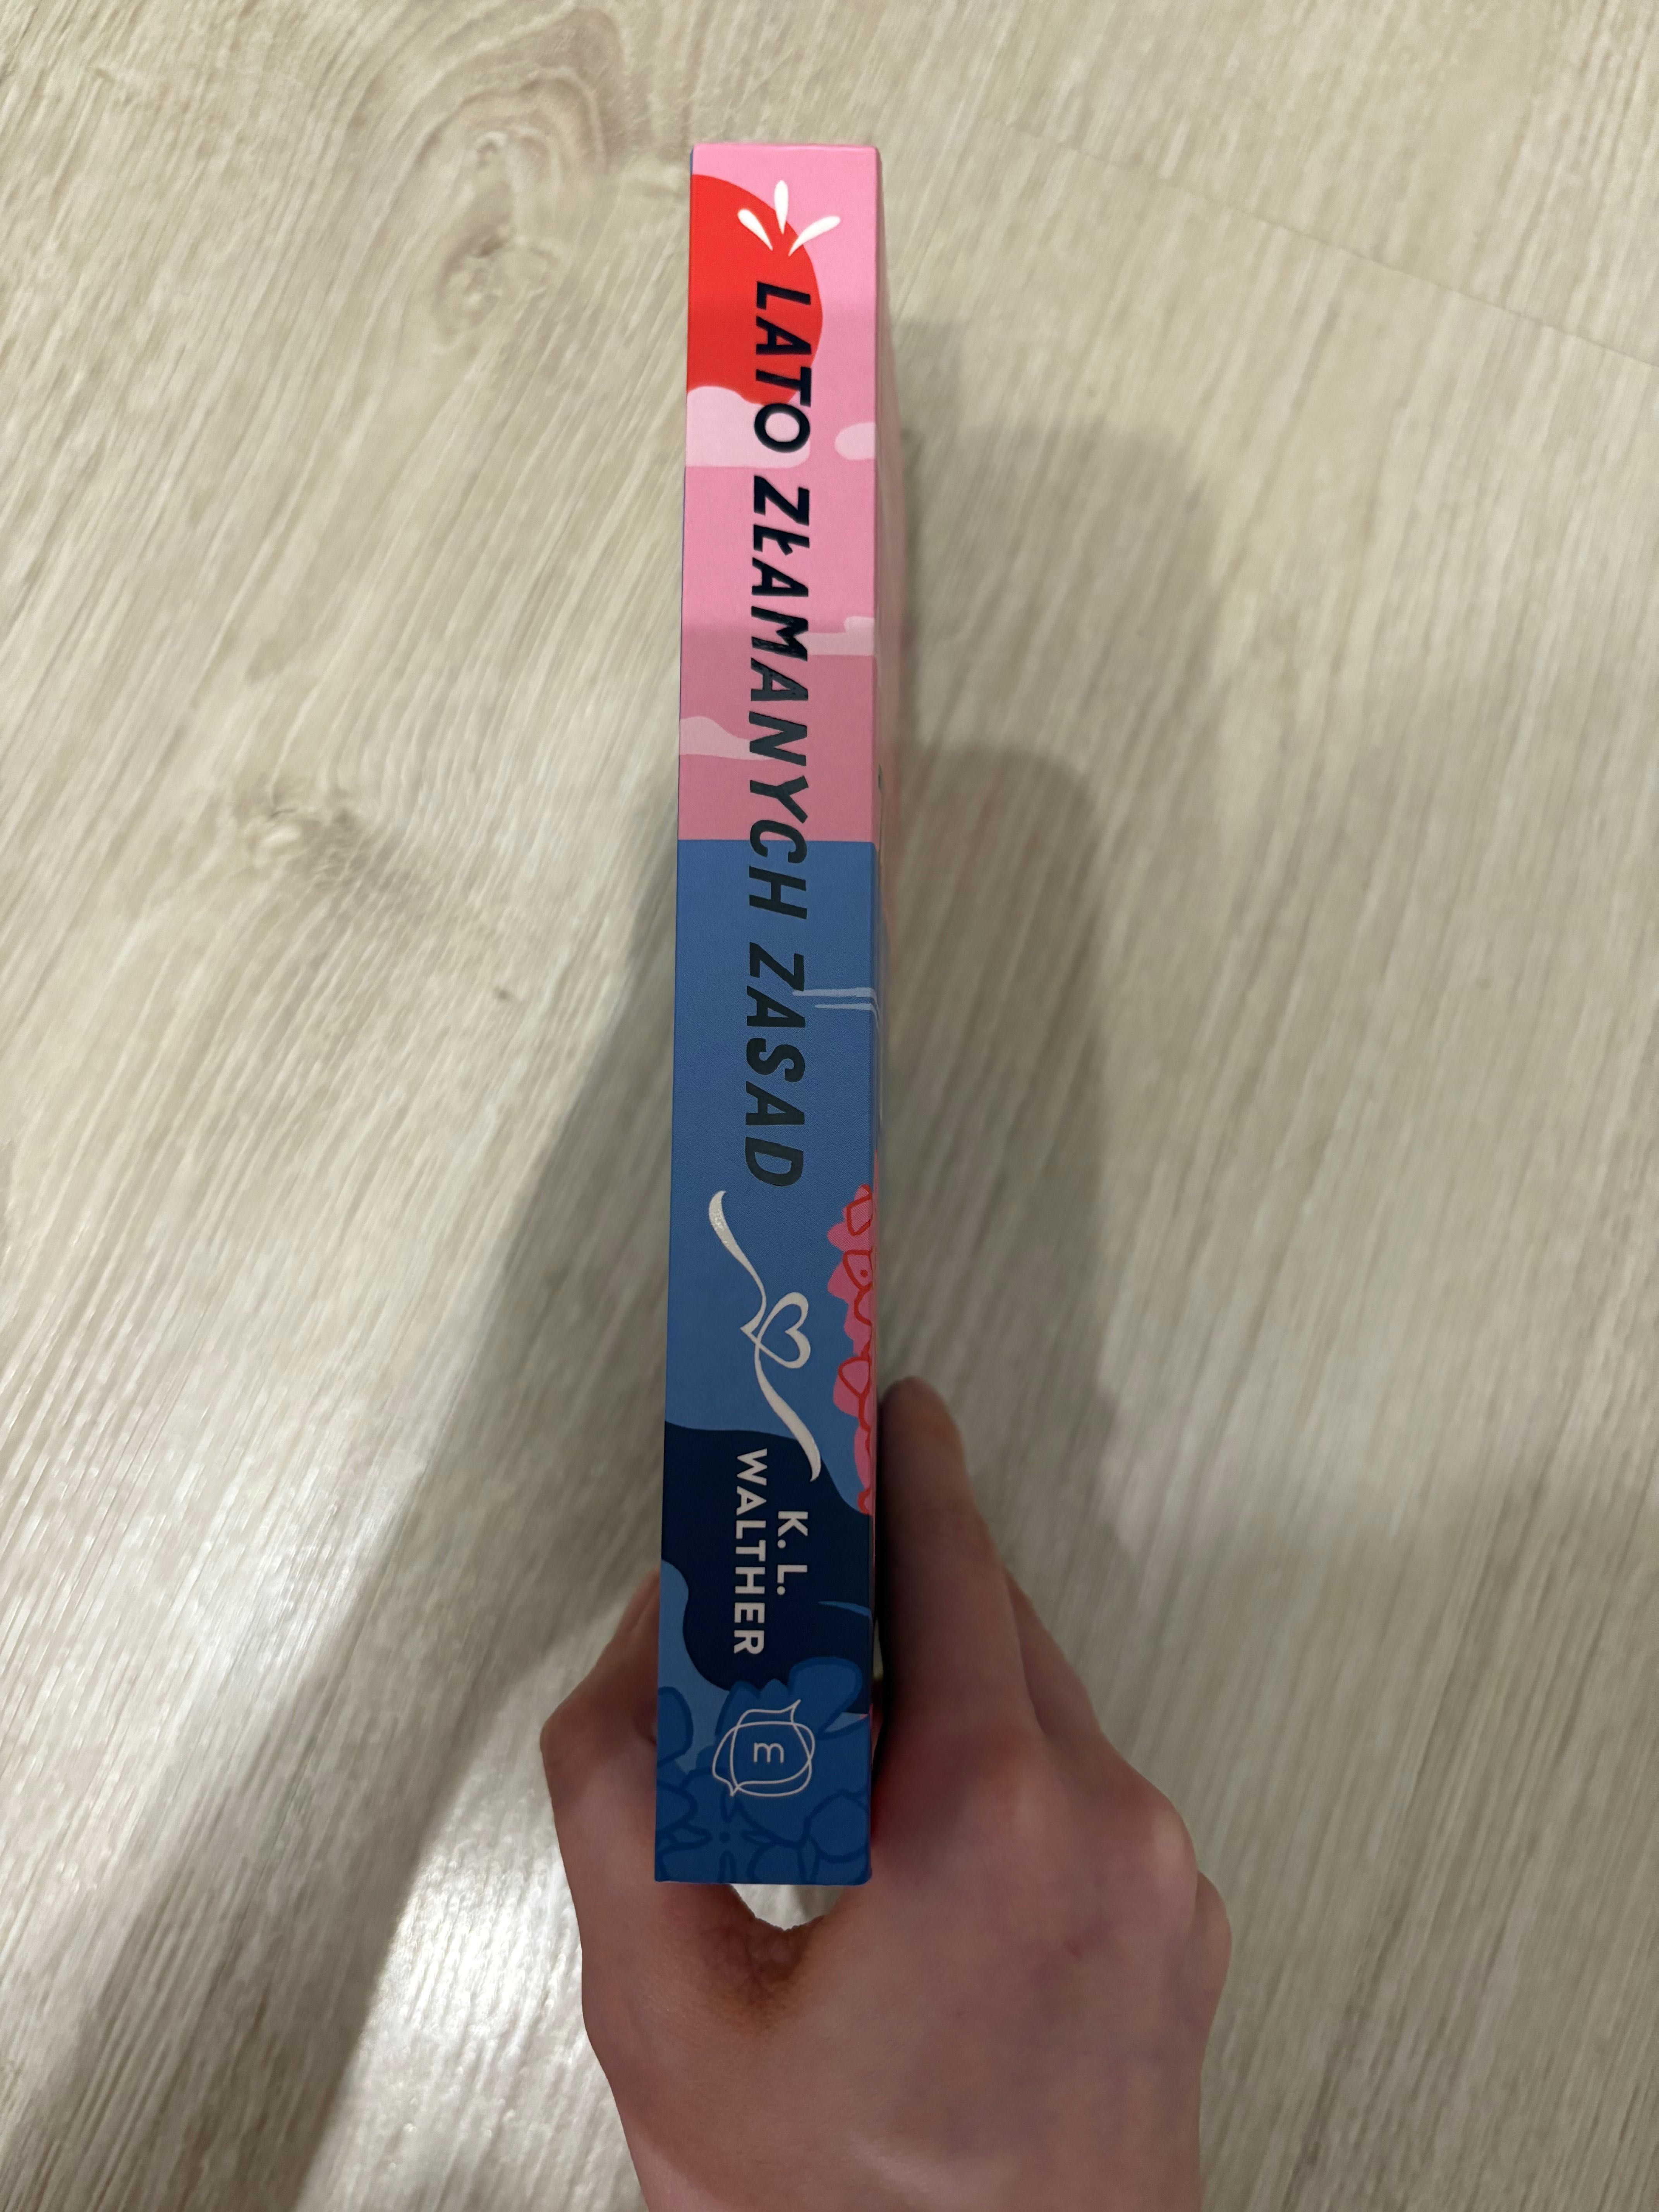 LATO ZŁAMANYCH ZASAD
K. L.
WALTHER
m